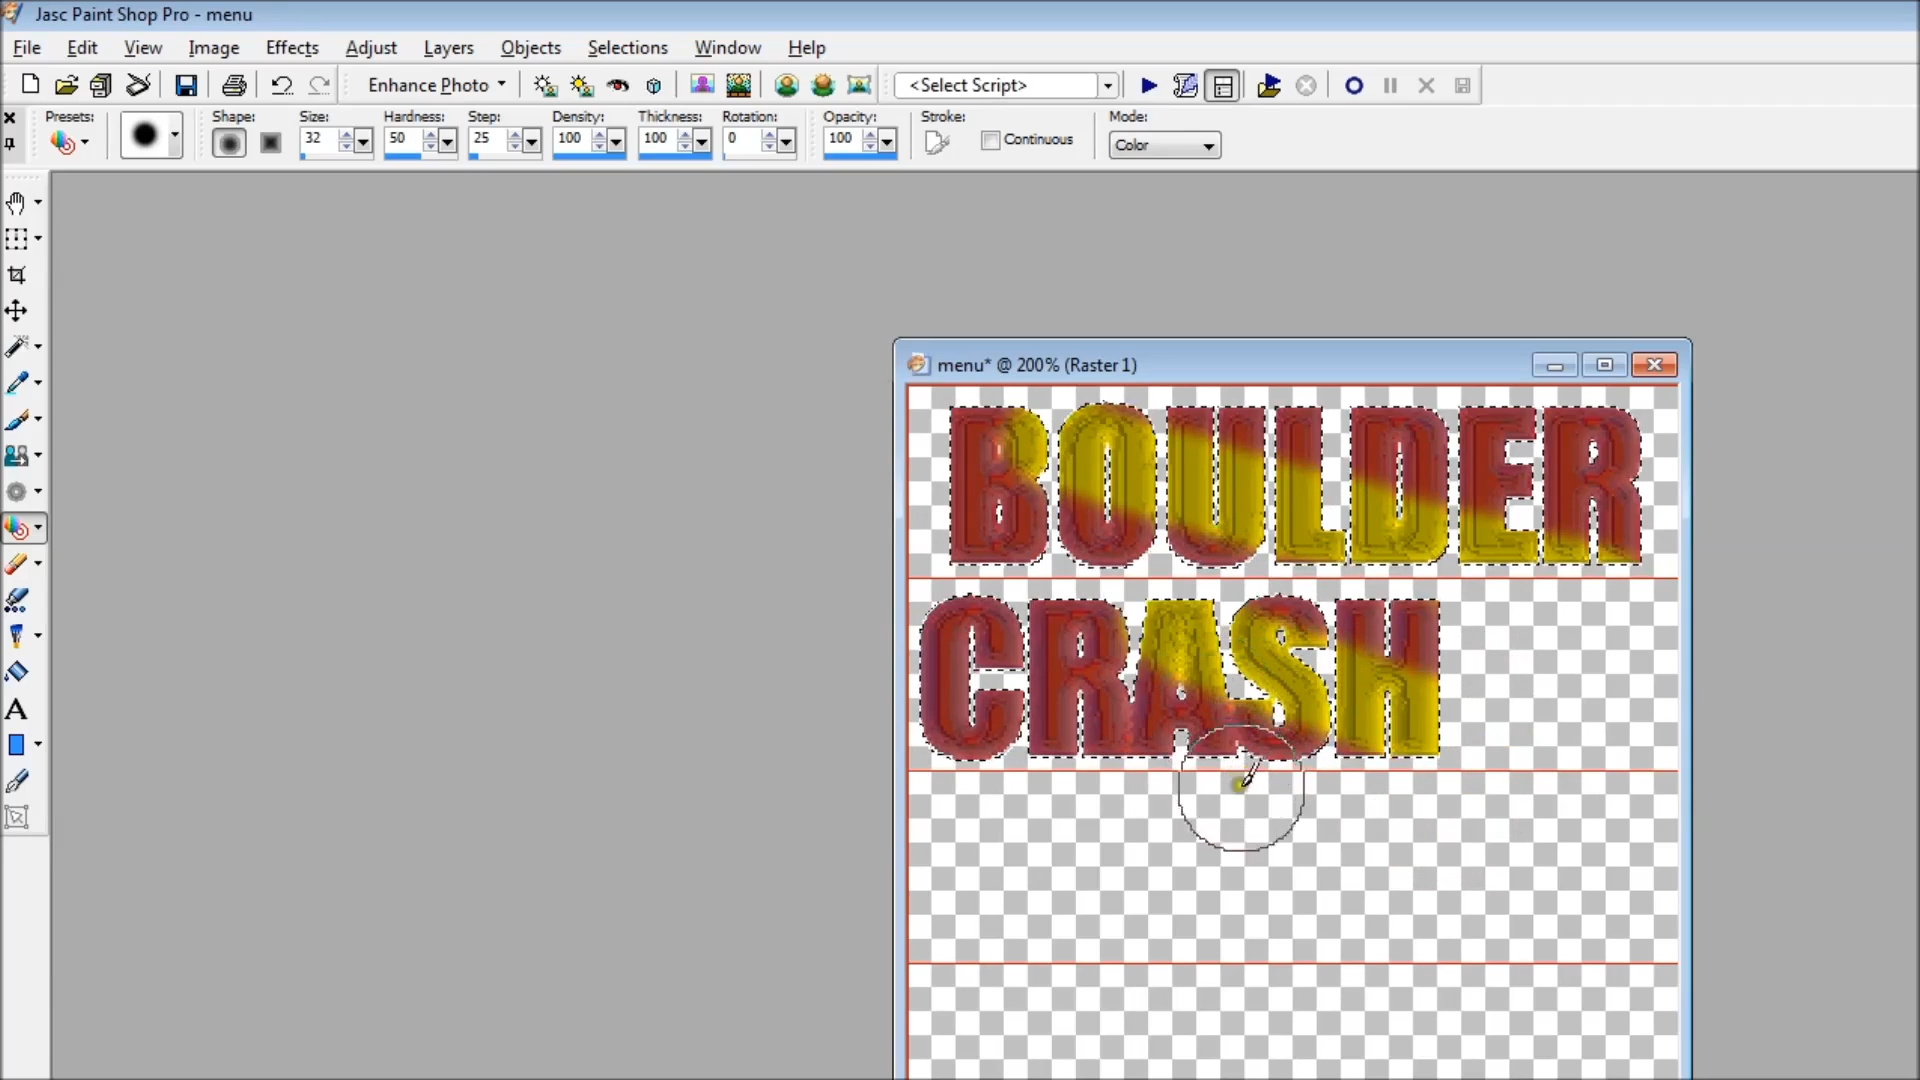 Jasc Paint Shop Pro - menu
File Edit View Image Effects Adjust Layers Objects Selections Window Help
Enhance Photo <Select Script>
Presets: Shape: Size: Hardness: Step: Density: Thickness: Rotation: Opacity: Stroke: Mode:
32 50 25 100 100 0 100 Continuous Color
menu* @ 200% (Raster 1)
BOULDER
CRASH